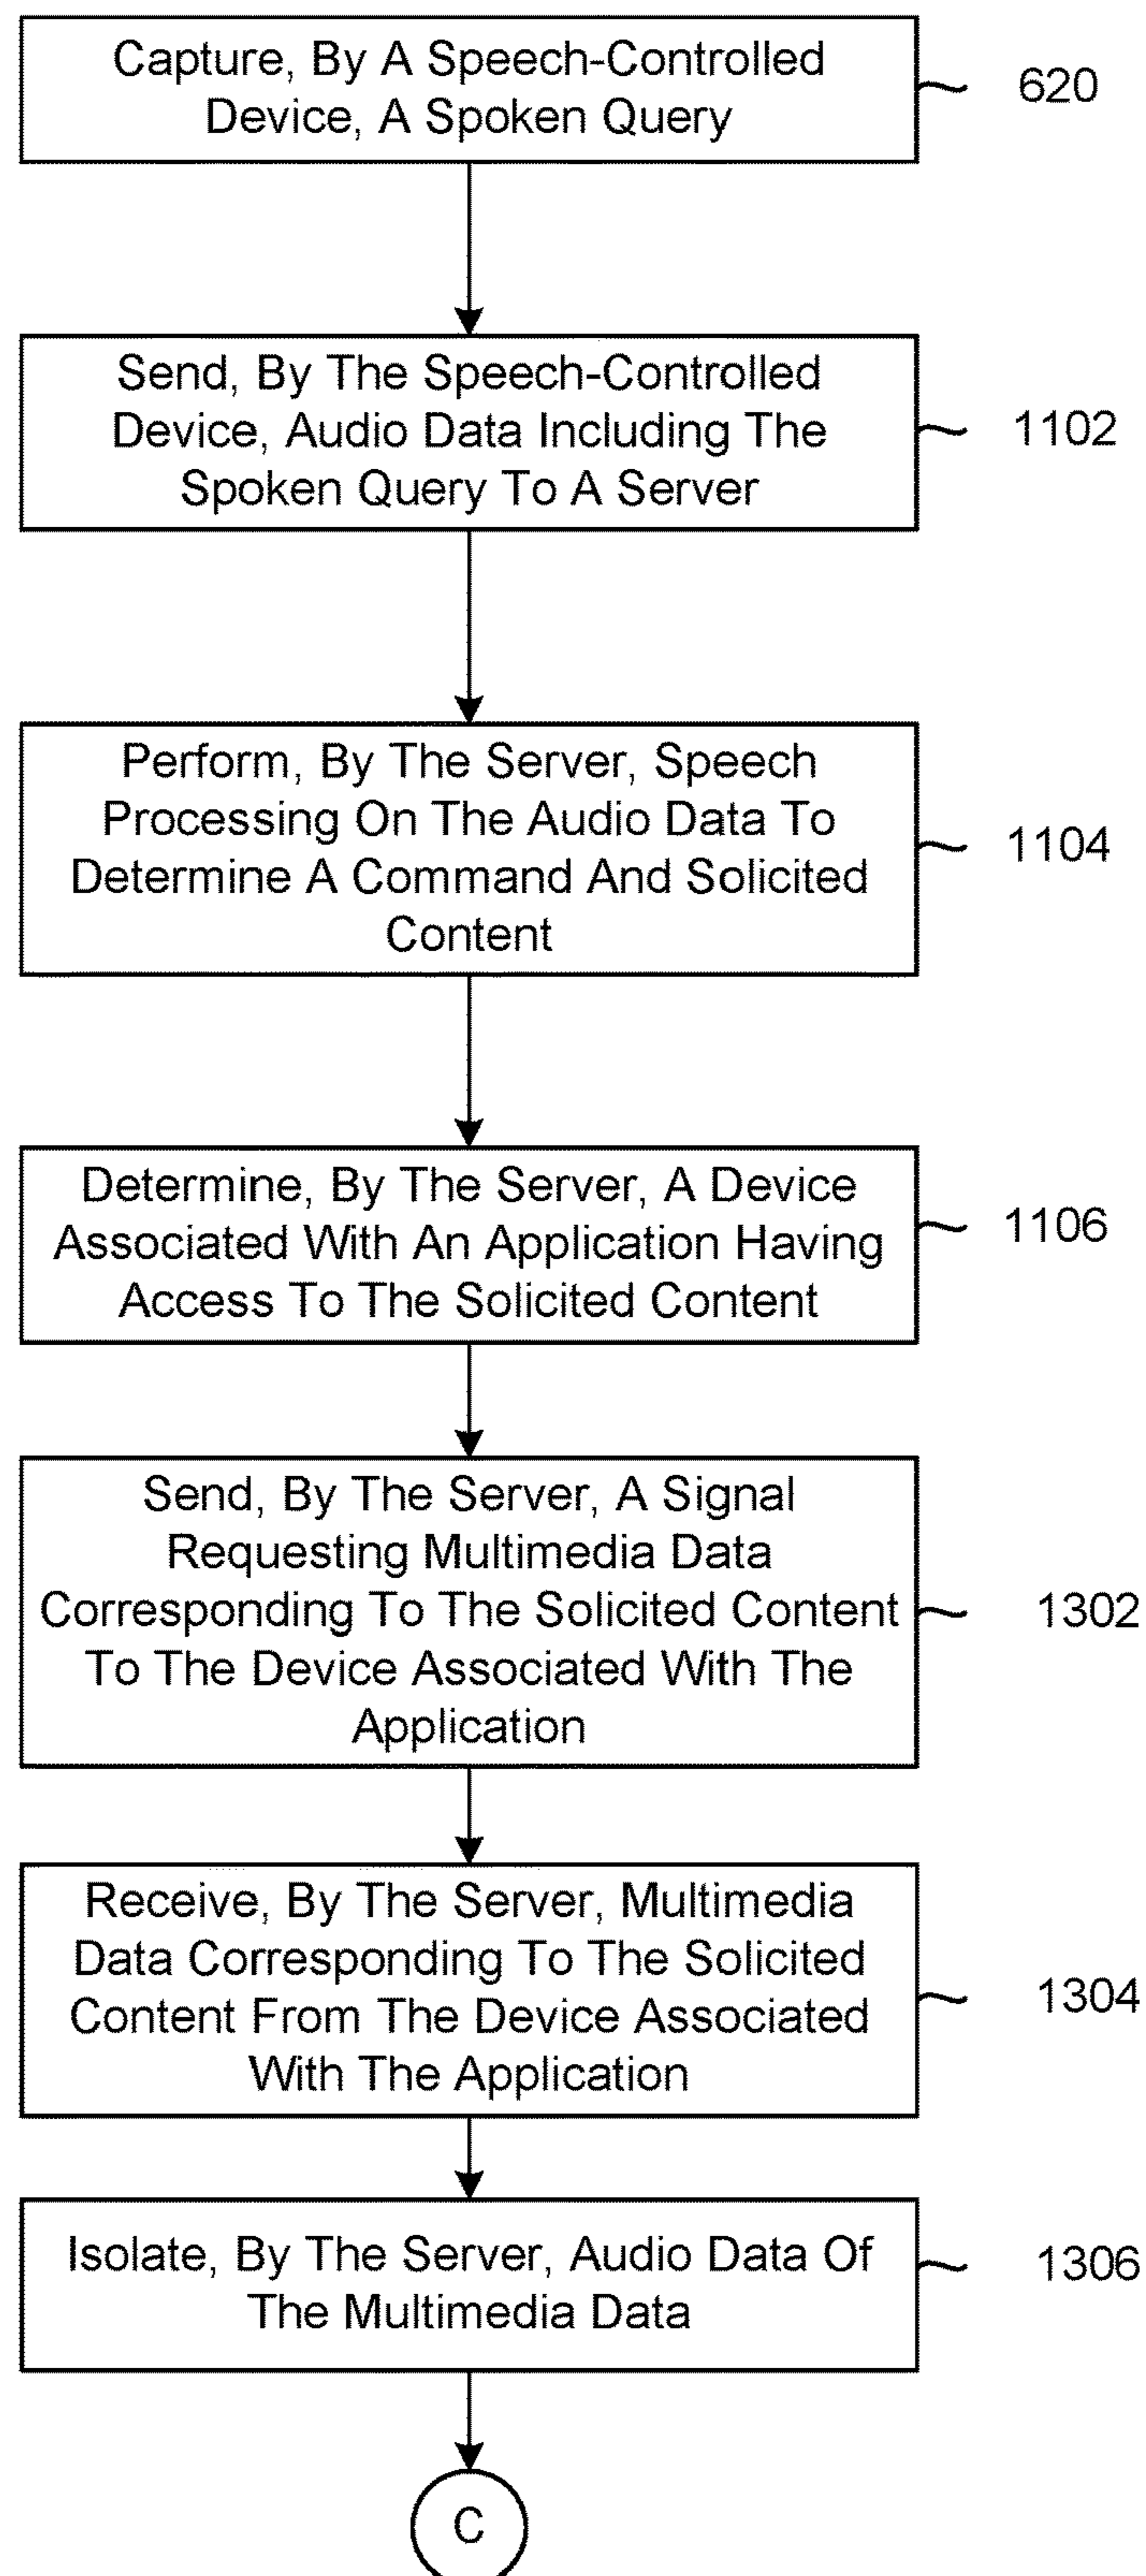 Capture, By A Speech-Controlled
Device, A Spoken Query
620
Send, By The Speech-Controlled
Device, Audio Data Including The
Spoken Query To A Server
1102
Perform, By The Server, Speech
Processing On The Audio Data To
Determine A Command And Solicited
Content
1104
Determine, By The Server, A Device
Associated With An Application Having
Access To The Solicited Content
1106
Send, By The Server, A Signal
Requesting Multimedia Data
Corresponding To The Solicited Content
To The Device Associated With The
Application
1302
Receive, By The Server, Multimedia
Data Corresponding To The Solicited
Content From The Device Associated
With The Application
1304
Isolate, By The Server, Audio Data Of
The Multimedia Data
1306
C